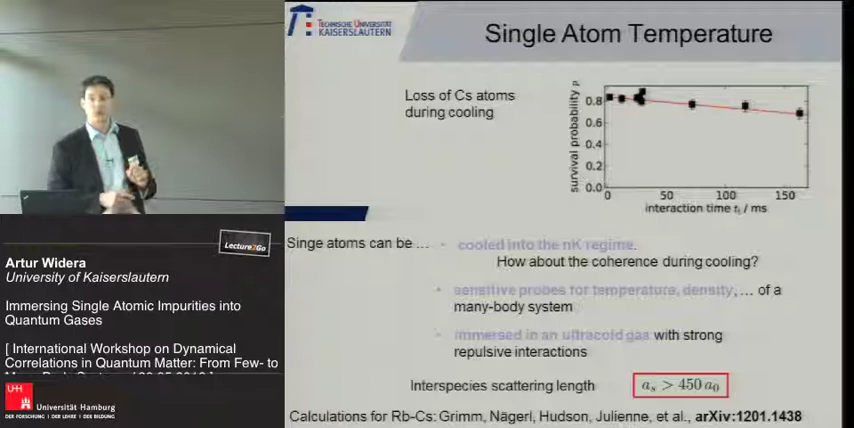 TECHNISCHE UNIVERSITÄT
KAISERSLAUTERN
Single Atom Temperature
Loss of Cs atoms
during cooling
survival probability P
0.8
0.6
0.4
0.2
0.0
0
50
100
150
interaction time tᵢ / ms
Lecture2Go
Singe atoms can be … • cooled into the nK regime.
How about the coherence during cooling?
• sensitive probes for temperature, density, … of a
many-body system
• immersed in an ultracold gas with strong
repulsive interactions
Interspecies scattering length
aₛ > 450 a₀
Calculations for Rb-Cs: Grimm, Nägerl, Hudson, Julienne, et al., arXiv:1201.1438
Artur Widera
University of Kaiserslautern
Immersing Single Atomic Impurities into
Quantum Gases
[ International Workshop on Dynamical
Correlations in Quantum Matter: From Few- to
UH
Universität Hamburg
DER FORSCHUNG | DER LEHRE | DER BILDUNG